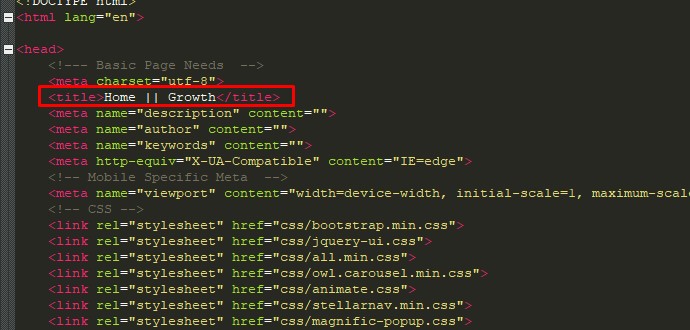 <!DOCTYPE html>
<html lang="en">
<head>
<!--- Basic Page Needs  -->
<meta charset="utf-8">
<title>Home || Growth</title>
<meta name="description" content="">
<meta name="author" content="">
<meta name="keywords" content="">
<meta http-equiv="X-UA-Compatible" content="IE=edge">
<!-- Mobile Specific Meta  -->
<meta name="viewport" content="width=device-width, initial-scale=1, maximum-scale
<!-- CSS -->
<link rel="stylesheet" href="css/bootstrap.min.css">
<link rel="stylesheet" href="css/jquery-ui.css">
<link rel="stylesheet" href="css/all.min.css">
<link rel="stylesheet" href="css/owl.carousel.min.css">
<link rel="stylesheet" href="css/animate.css">
<link rel="stylesheet" href="css/stellarnav.min.css">
<link rel="stylesheet" href="css/magnific-popup.css">